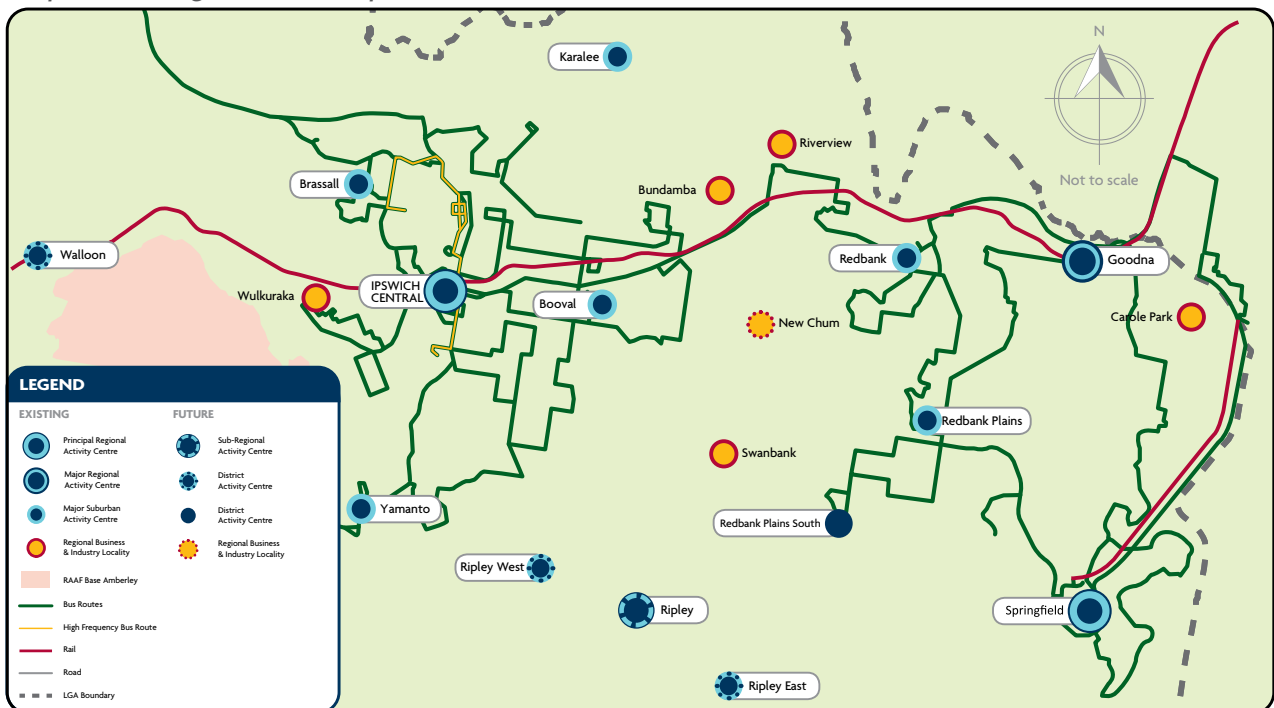 Karalee
N
Riverview
Not to scale
Brassall
Bundamba
Walloon
Redbank
Goodna
IPSWICH
CENTRAL
Wulkuraka
Booval
New Chum
Carole Park
LEGEND
EXISTING
FUTURE
Principal Regional
Activity Centre
Sub-Regional
Activity Centre
Major Regional
Activity Centre
District
Activity Centre
Major Suburban
Activity Centre
District
Activity Centre
Regional Business
& Industry Locality
Regional Business
& Industry Locality
RAAF Base Amberley
Bus Routes
High Frequency Bus Route
Rail
Road
LGA Boundary
Redbank Plains
Swanbank
Yamanto
Redbank Plains South
Ripley West
Ripley
Springfield
Ripley East